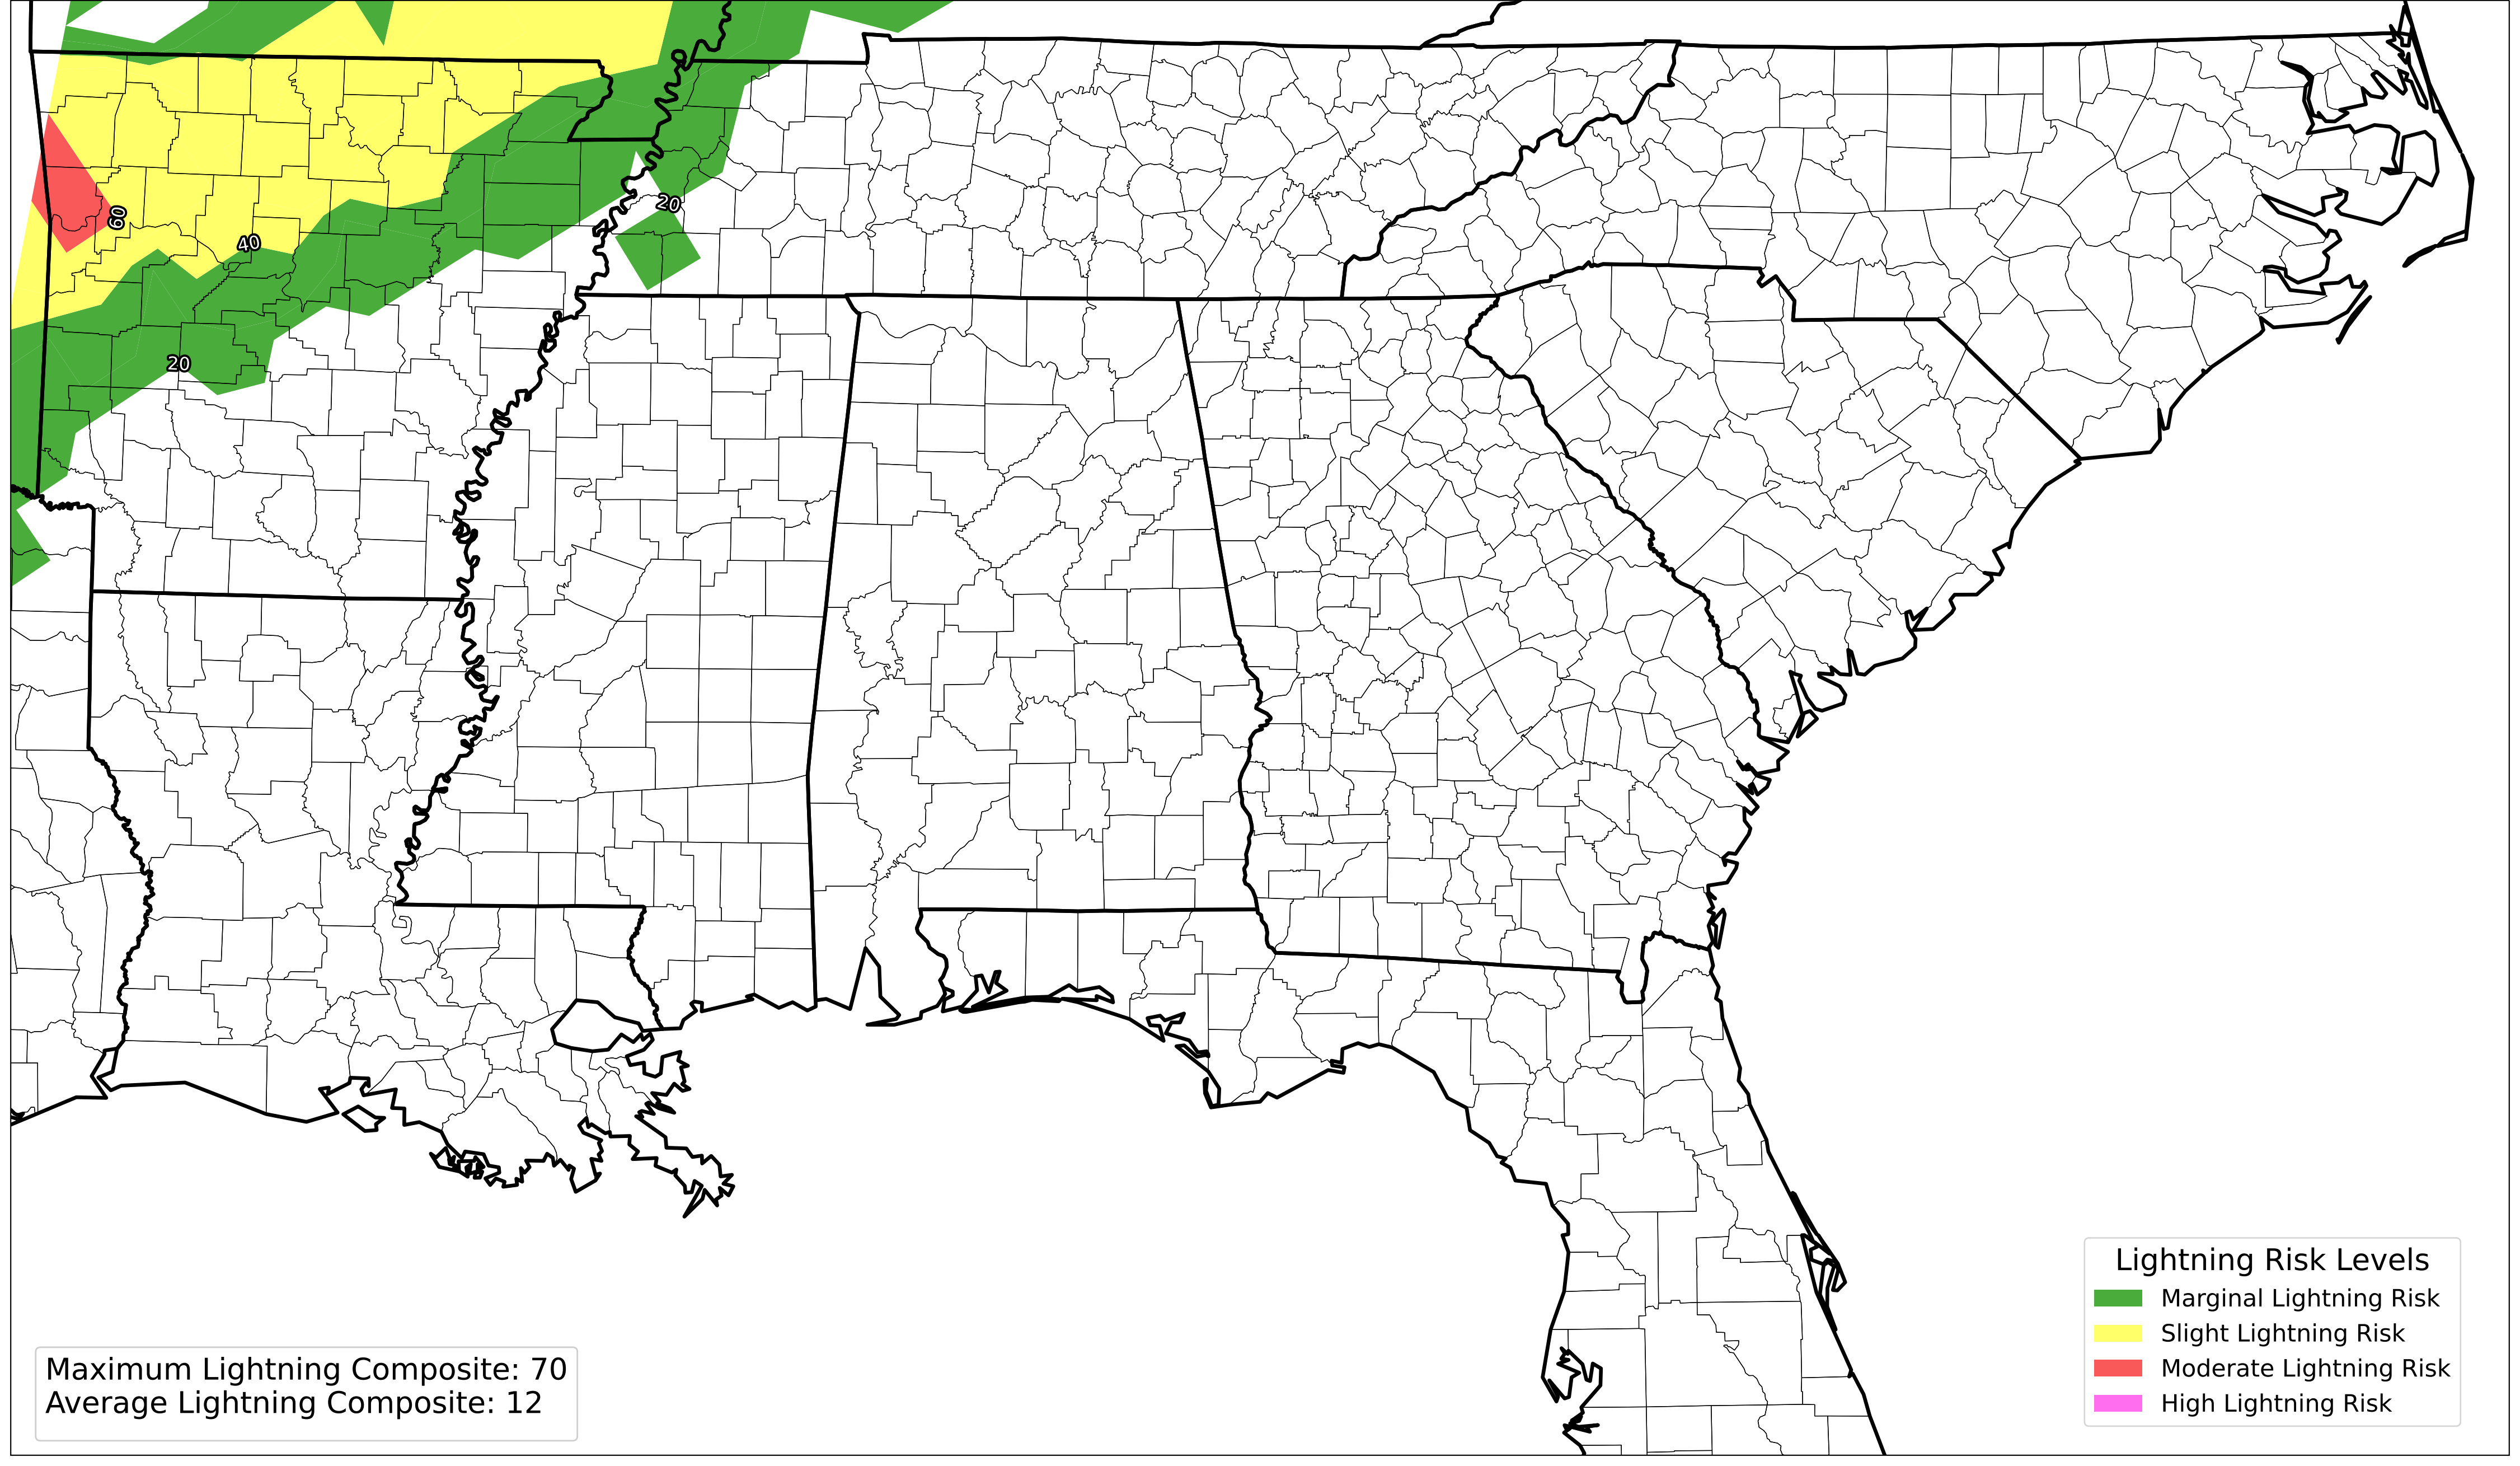 60
20
40
20
Lightning Risk Levels
Marginal Lightning Risk
Slight Lightning Risk
Moderate Lightning Risk
High Lightning Risk
Maximum Lightning Composite: 70
Average Lightning Composite: 12